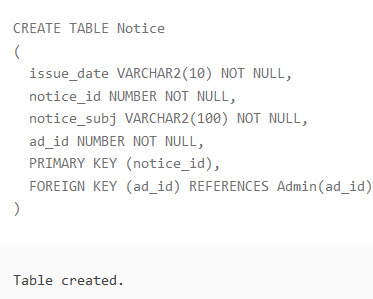 CREATE TABLE Notice
(
issue_date VARCHAR2(10) NOT NULL,
notice_id NUMBER NOT NULL,
notice_subj VARCHAR2(100) NOT NULL,
ad_id NUMBER NOT NULL,
PRIMARY KEY (notice_id),
FOREIGN KEY (ad_id) REFERENCES Admin(ad_id)
)
Table created.